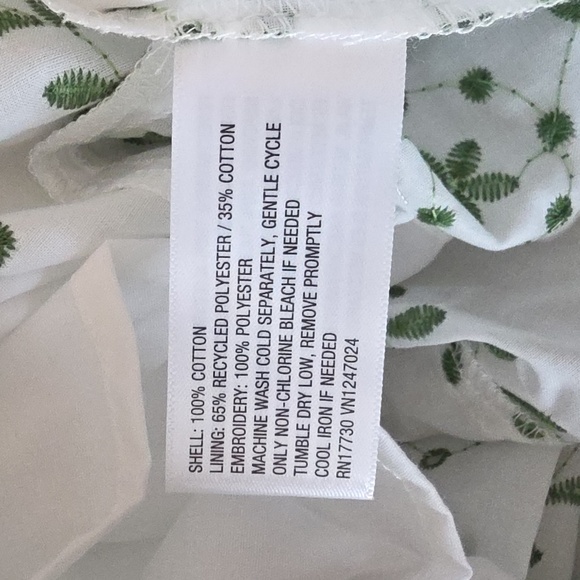 SHELL: 100% COTTON
LINING: 65% RECYCLED POLYESTER / 35% COTTON
EMBROIDERY: 100% POLYESTER
MACHINE WASH COLD SEPARATELY, GENTLE CYCLE
ONLY NON-CHLORINE BLEACH IF NEEDED
TUMBLE DRY LOW, REMOVE PROMPTLY
COOL IRON IF NEEDED
RN17730 VN1247024